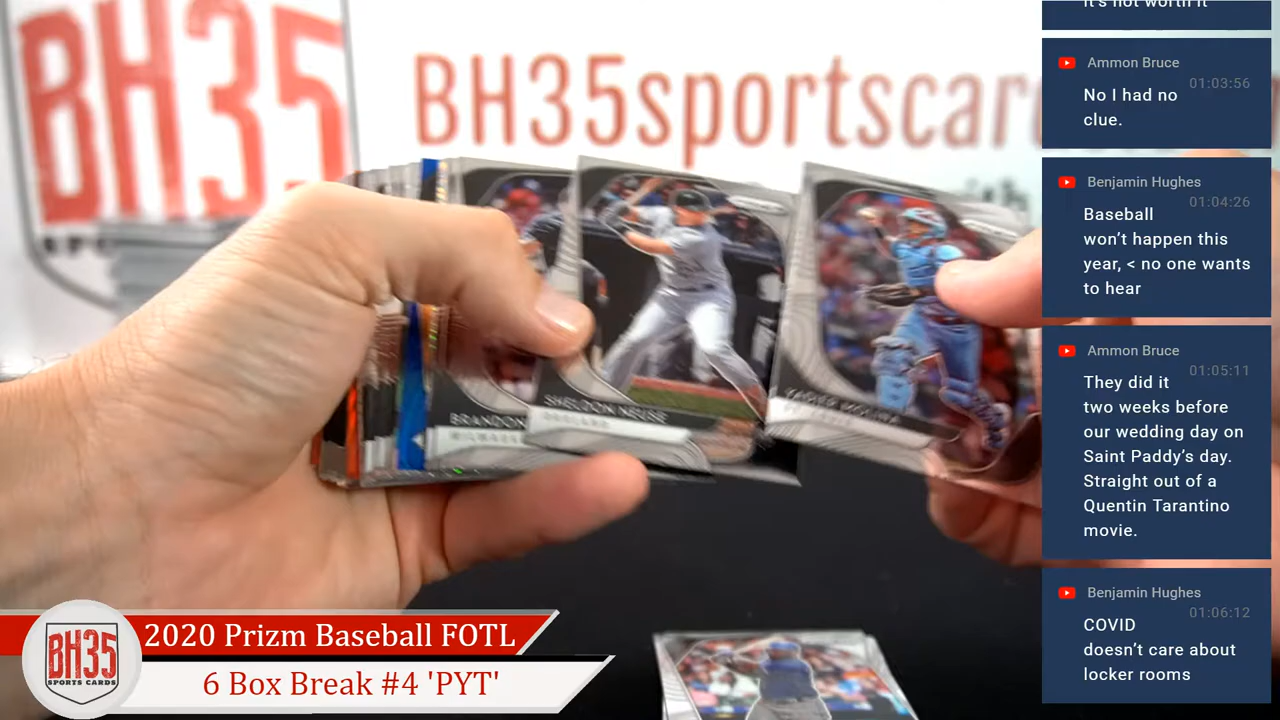 BH35
BH35sportscar
BRANDON
SHELDON NEUSE
OAKLAND
YADIER MOLINA
BH35
SPORTS CARDS
2020 Prizm Baseball FOTL
6 Box Break #4 'PYT'
it's not worth it
Ammon Bruce
01:03:56
No I had no
clue.
Benjamin Hughes
01:04:26
Baseball
won't happen this
year, < no one wants
to hear
Ammon Bruce
01:05:11
They did it
two weeks before
our wedding day on
Saint Paddy's day.
Straight out of a
Quentin Tarantino
movie.
Benjamin Hughes
01:06:12
COVID
doesn't care about
locker rooms